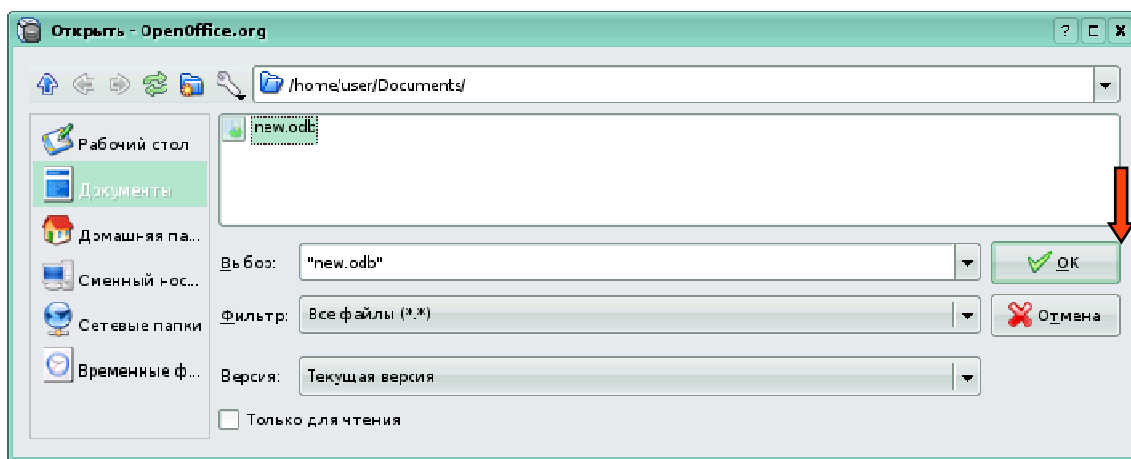 Открыть - OpenOffice.org
/home/user/Documents/
new.odb
Рабочий стол
Документы
Домашняя па...
Сменный нос...
Сетевые папки
Временные ф...
Выбор: "new.odb"
OK
Фильтр: Все файлы (*.*)
Отмена
Версия: Текущая версия
Только для чтения